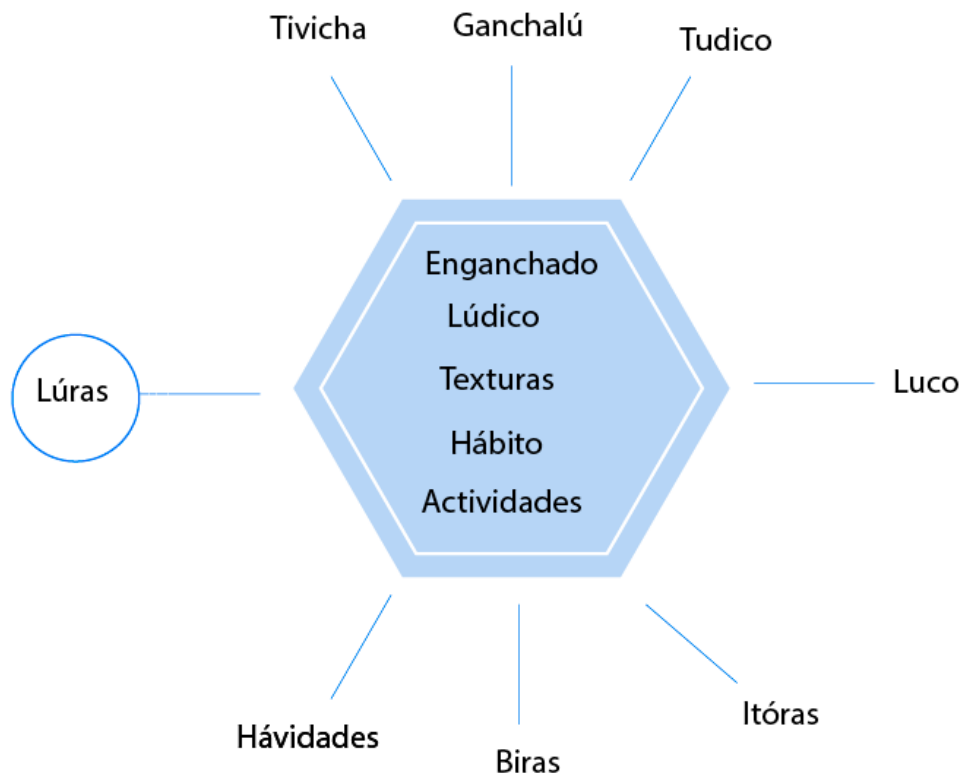 Tivicha
Ganchalú
Tudico
Enganchado
Lúdico
Texturas
Hábito
Actividades
Lúras
Luco
Hávidades
Biras
Itóras